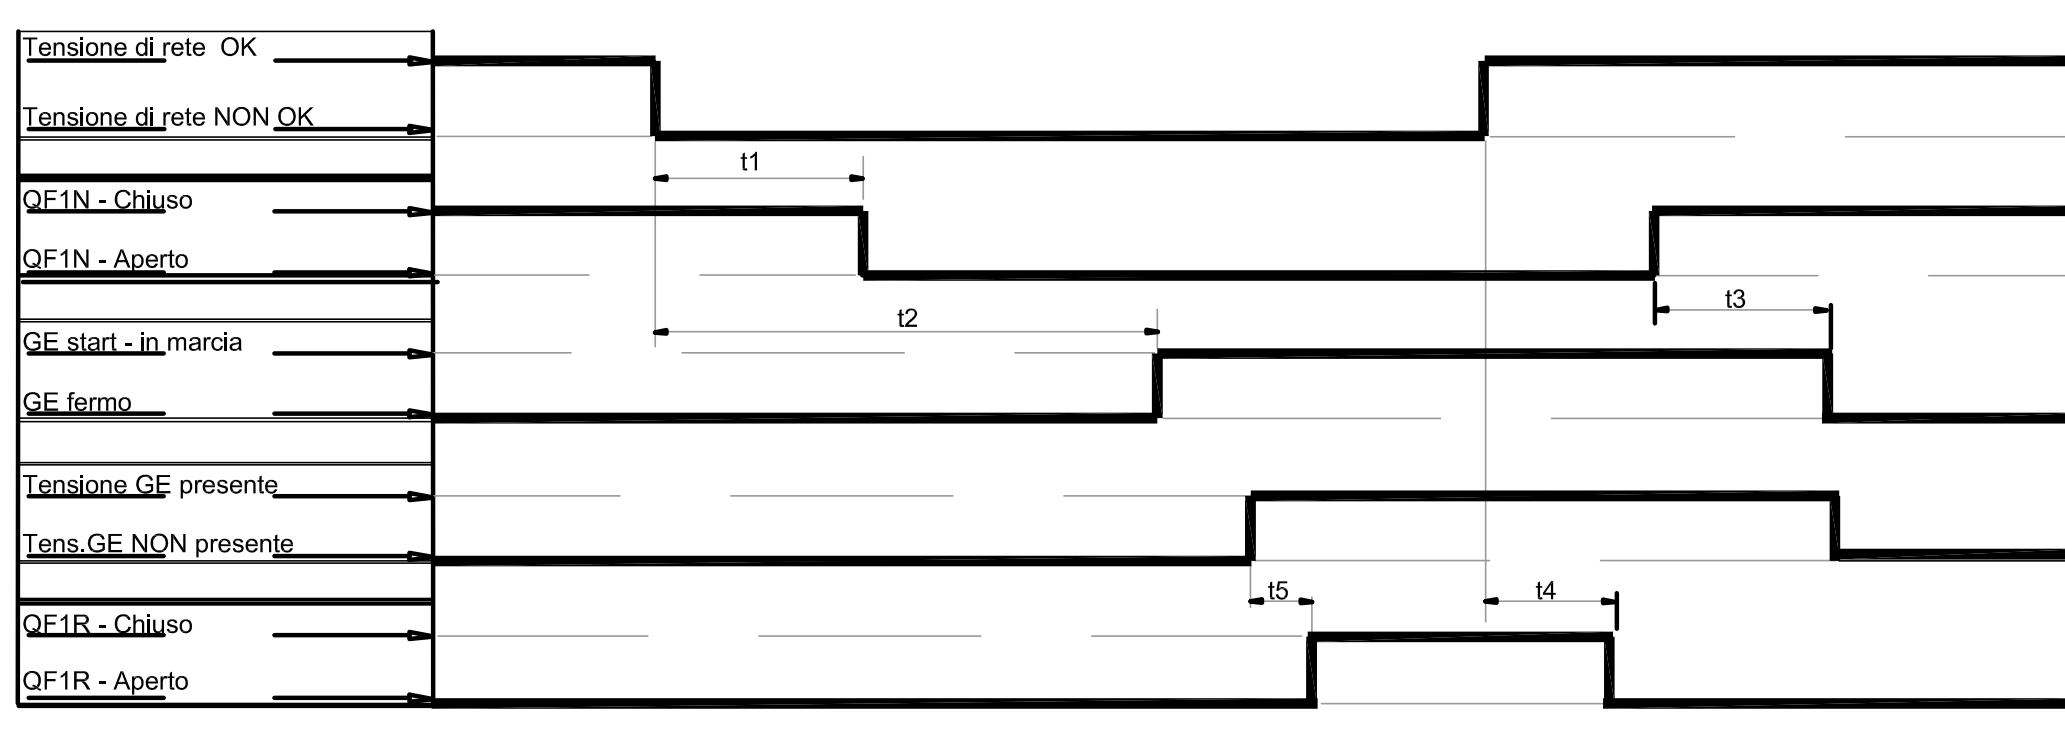 Tensione di rete OK
Tensione di rete NON OK
t1
QF1N - Chiuso
QF1N - Aperto
t3
t2
GE start - in marcia
GE fermo
Tensione GE presente
Tens.GE NON presente
t5
t4
QF1R - Chiuso
QF1R - Aperto